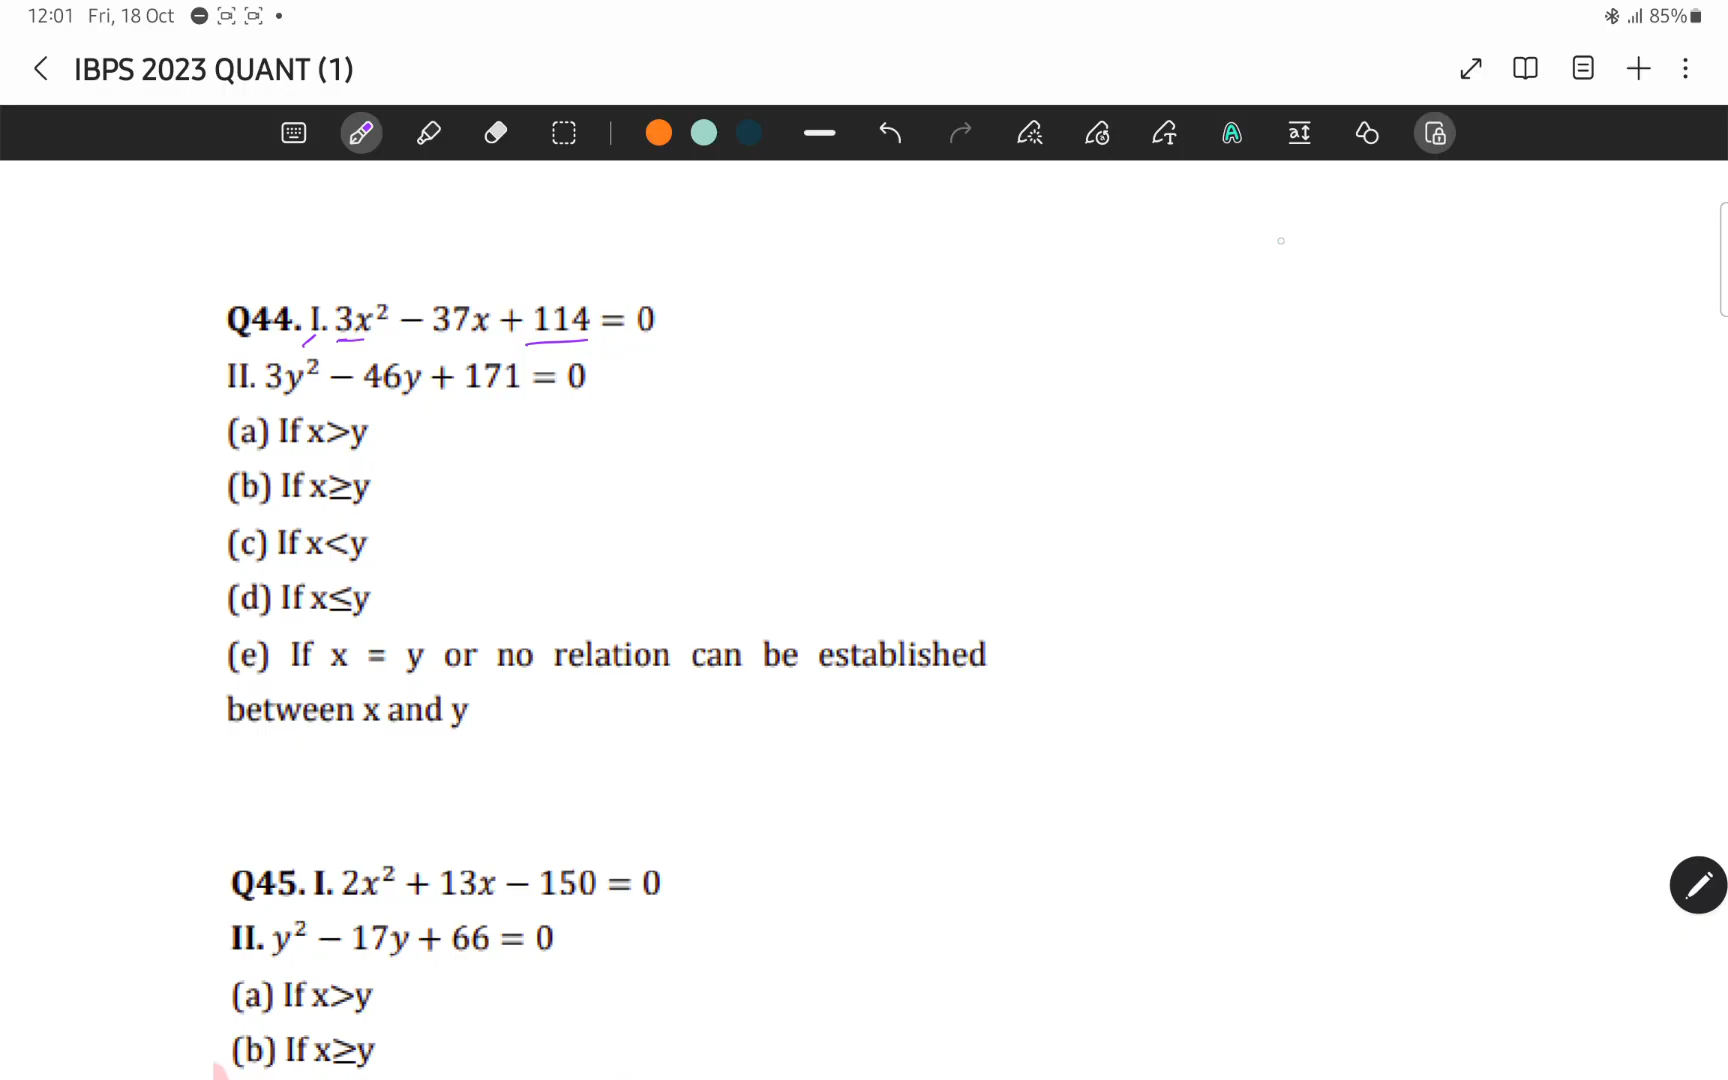 12:01 Fri, 18 Oct
85%
IBPS 2023 QUANT (1)
Q44. I. 3x² − 37x + 114 = 0
II. 3y² − 46y + 171 = 0
(a) If x>y
(b) If x≥y
(c) If x<y
(d) If x≤y
(e) If x = y or no relation can be established
between x and y
Q45. I. 2x² + 13x − 150 = 0
II. y² − 17y + 66 = 0
(a) If x>y
(b) If x≥y